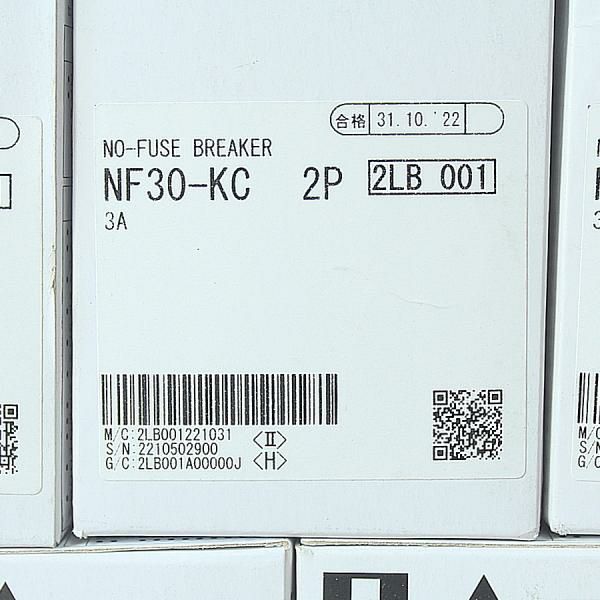 合格 31.10.'22
NO-FUSE BREAKER
NF30-KC 2P 2LB 001
3A
M/C:2LB001221031 〈Ⅱ〉
S/N:2210502900
G/C:2LB001A00000J 〈H〉